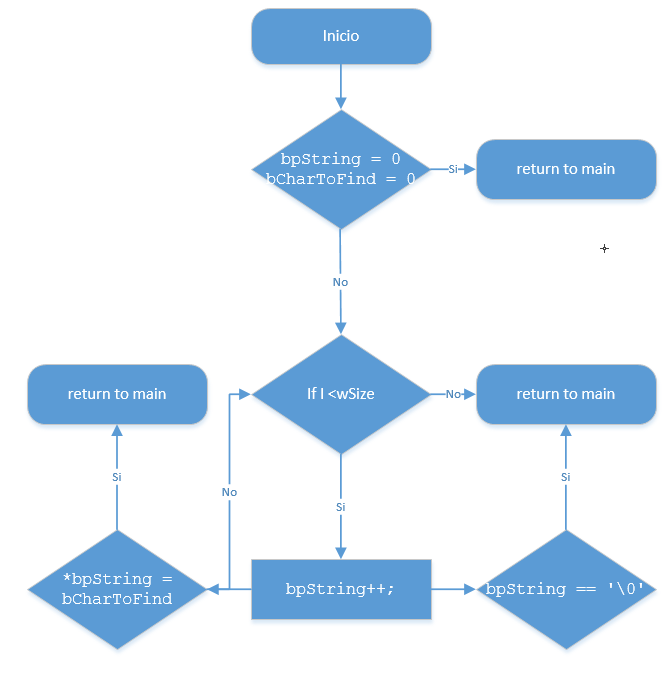 Inicio
bpString = 0
bCharToFind = 0
Si
return to main
No
return to main
If I <wSize
No
return to main
Si
No
Si
Si
*bpString =
bCharToFind
bpString++;
bpString == '\0'